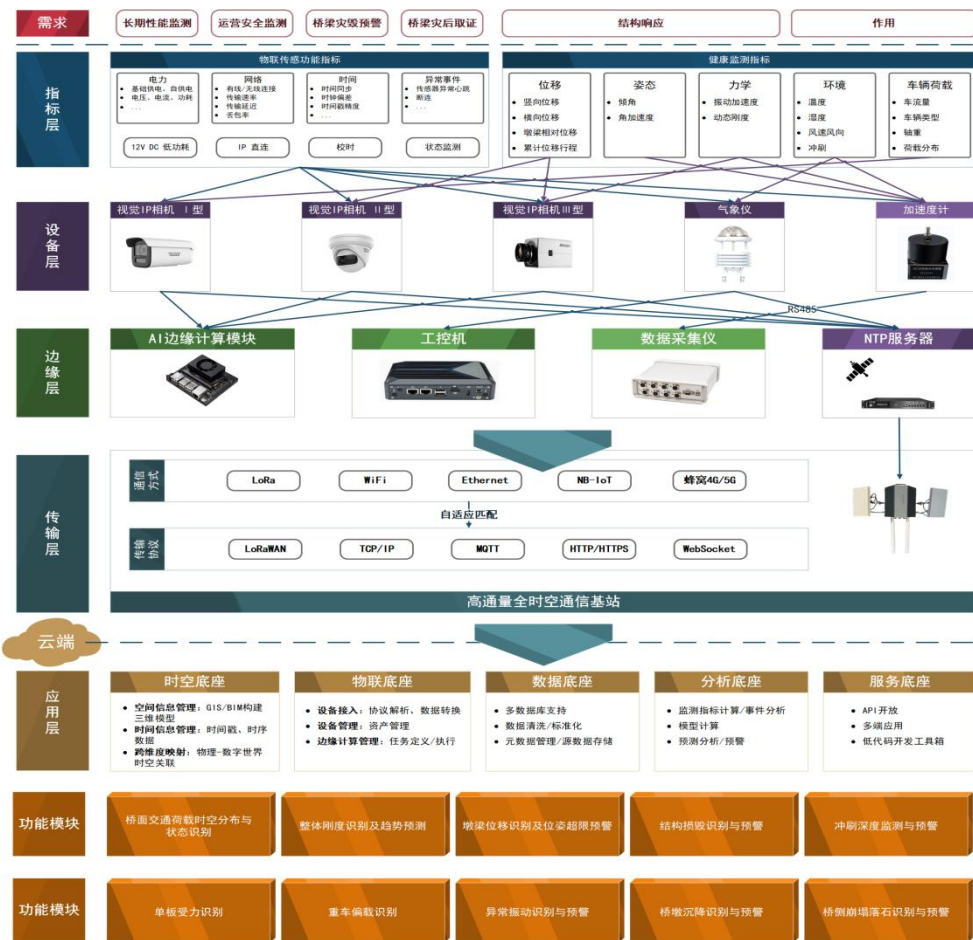 需求
长期性能监测
运营安全监测
桥梁灾毁预警
桥梁灾后取证
结构响应
作用
指标层
物联传感功能指标
电力
• 基础供电、自供电
• 电压、电流、功耗
• ...
网络
• 有线/无线连接
• 传输速率
• 传输延迟
• 丢包率
时间
• 时间同步
• 时钟偏差
• 时间戳精度
• ...
异常事件
• 传感器异常心跳
• 断连
• ...
12V DC 低功耗
IP 直连
校时
状态监测
健康监测指标
位移
• 竖向位移
• 横向位移
• 墩梁相对位移
• 累计位移行程
姿态
• 倾角
• 角加速度
力学
• 振动加速度
• 动态刚度
环境
• 温度
• 湿度
• 风速风向
• 冲刷
车辆荷载
• 车流量
• 车辆类型
• 轴重
• 荷载分布
设备层
视觉IP相机 I型
视觉IP相机 II型
视觉IP相机III型
气象仪
加速度计
RS485
边缘层
AI边缘计算模块
工控机
数据采集仪
NTP服务器
传输层
通信方式
LoRa
WiFi
Ethernet
NB-IoT
蜂窝4G/5G
自适应匹配
传输协议
LoRaWAN
TCP/IP
MQTT
HTTP/HTTPS
WebSocket
高通量全时空通信基站
云端
应用层
时空底座
• 空间信息管理：GIS/BIM构建
三维模型
• 时间信息管理：时间戳、时序
数据
• 跨维度映射：物理-数字世界
时空关联
物联底座
• 设备接入：协议解析、数据转换
• 设备管理：资产管理
• 边缘计算管理：任务定义/执行
数据底座
• 多数据库支持
• 数据清洗/标准化
• 元数据管理/源数据存储
分析底座
• 监测指标计算/事件分析
• 模型计算
• 预测分析/预警
服务底座
• API开放
• 多端应用
• 低代码开发工具箱
功能模块
桥面交通荷载时空分布与
状态识别
整体刚度识别及趋势预测
墩梁位移识别及位姿超限预警
结构损毁识别与预警
冲刷深度监测与预警
功能模块
单板受力识别
重车偏载识别
异常振动识别与预警
桥墩沉降识别与预警
桥侧崩塌落石识别与预警